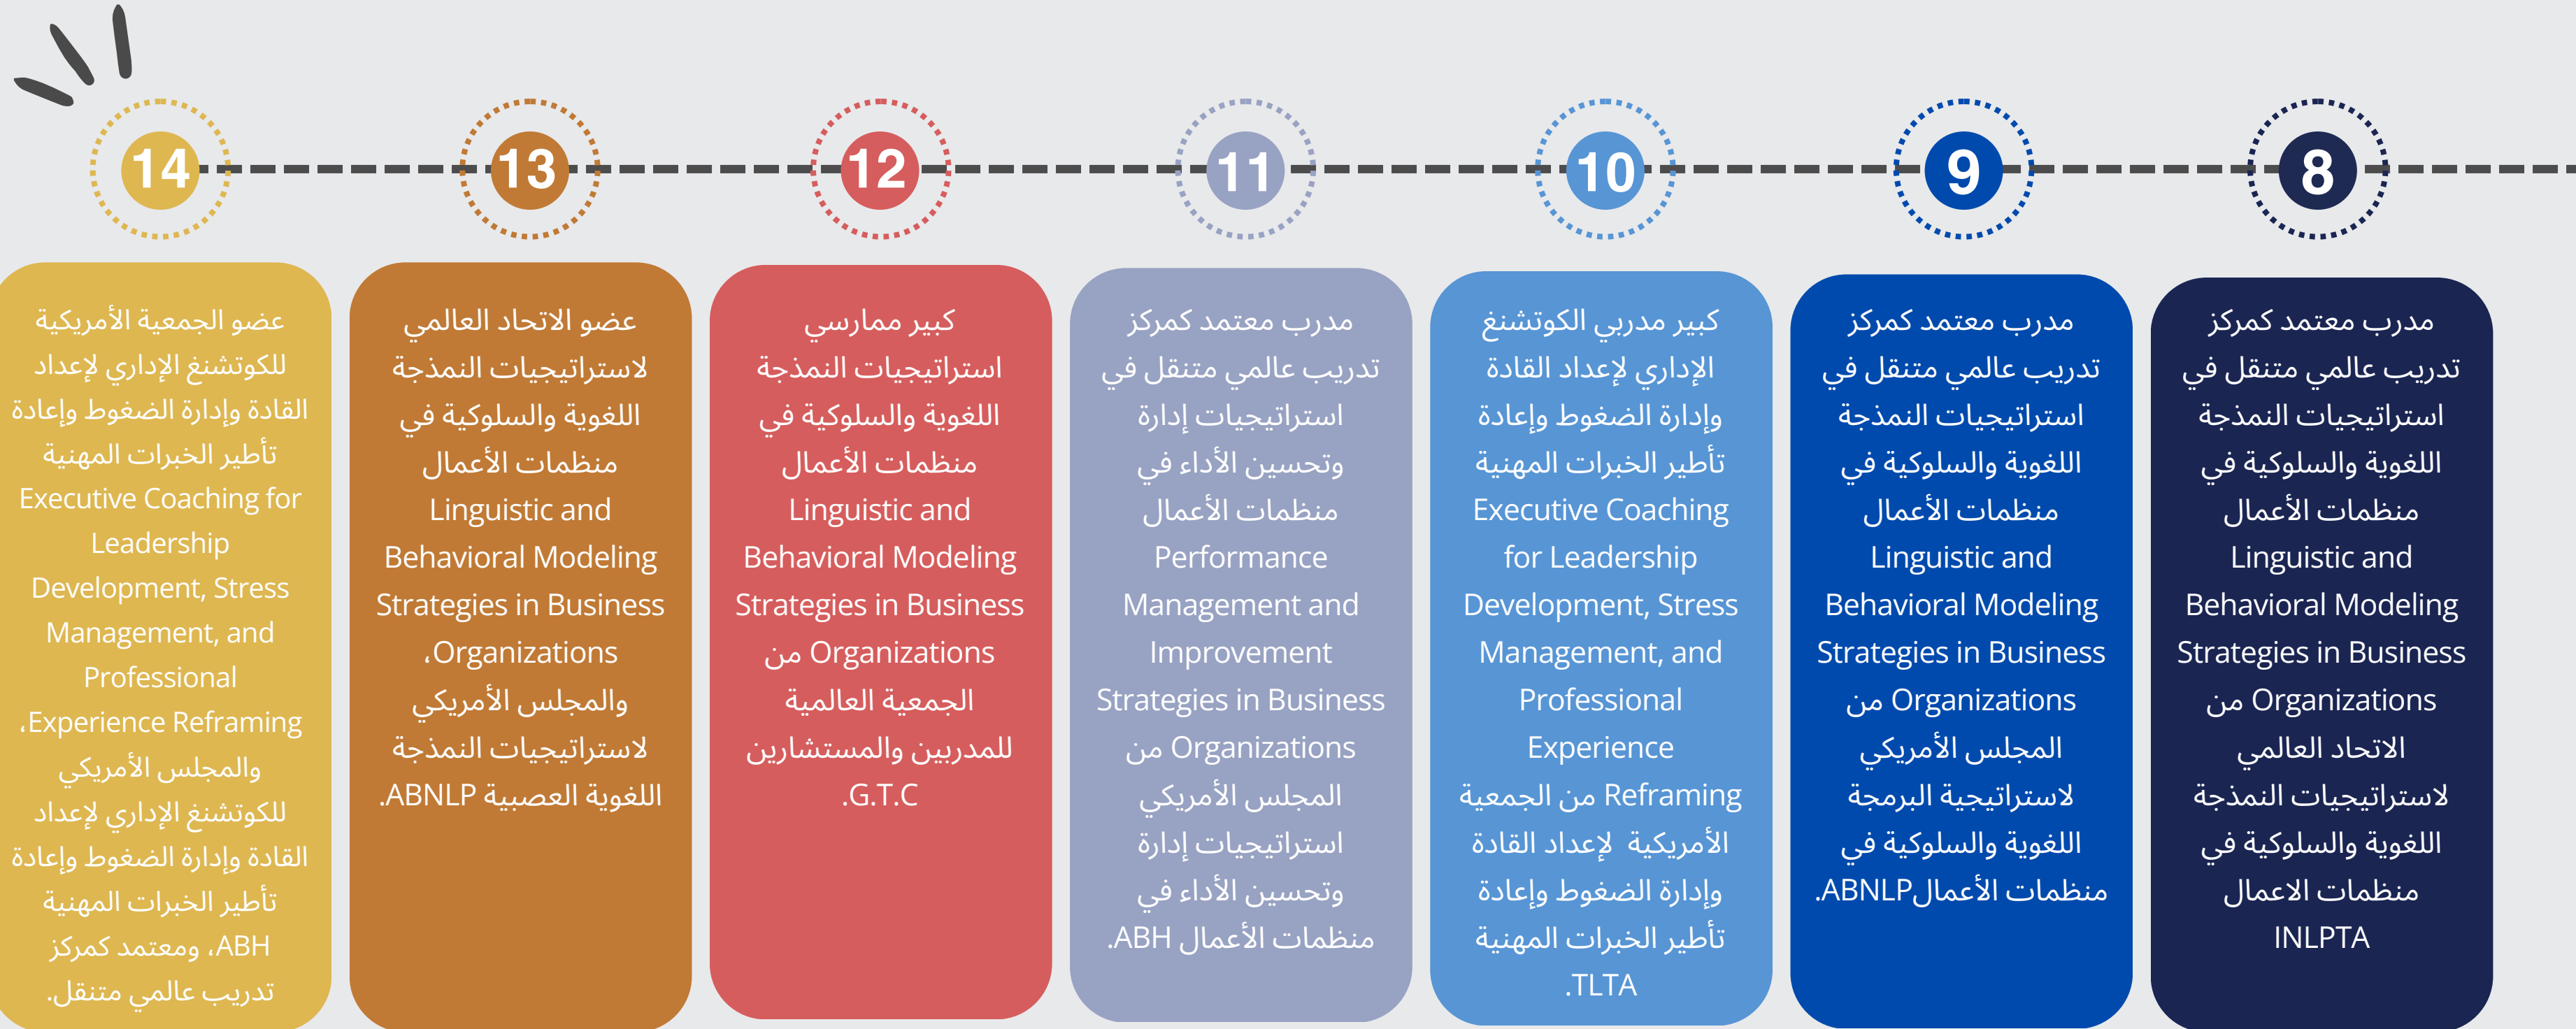 8
مدرب معتمد كمركز
تدريب عالمي متنقل في
استراتيجيات النمذجة
اللغوية والسلوكية في
منظمات الأعمال
Linguistic and
Behavioral Modeling
Strategies in Business
Organizations من
الاتحاد العالمي
لاستراتيجيات النمذجة
اللغوية والسلوكية في
منظمات الاعمال
INLPTA
9
مدرب معتمد كمركز
تدريب عالمي متنقل في
استراتيجيات النمذجة
اللغوية والسلوكية في
منظمات الأعمال
Linguistic and
Behavioral Modeling
Strategies in Business
Organizations من
المجلس الأمريكي
لاستراتيجية البرمجة
اللغوية والسلوكية في
منظمات الأعمالABNLP.
10
كبير مدربي الكوتشنغ
الإداري لإعداد القادة
وإدارة الضغوط وإعادة
تأطير الخبرات المهنية
Executive Coaching
for Leadership
Development, Stress
Management, and
Professional
Experience
Reframing من الجمعية
الأمريكية لإعداد القادة
وإدارة الضغوط وإعادة
تأطير الخبرات المهنية
TLTA.
11
مدرب معتمد كمركز
تدريب عالمي متنقل في
استراتيجيات إدارة
وتحسين الأداء في
منظمات الأعمال
Performance
Management and
Improvement
Strategies in Business
Organizations من
المجلس الأمريكي
استراتيجيات إدارة
وتحسين الأداء في
منظمات الأعمال ABH.
12
كبير ممارسي
استراتيجيات النمذجة
اللغوية والسلوكية في
منظمات الأعمال
Linguistic and
Behavioral Modeling
Strategies in Business
Organizations من
الجمعية العالمية
للمدربين والمستشارين
G.T.C.
13
عضو الاتحاد العالمي
لاستراتيجيات النمذجة
اللغوية والسلوكية في
منظمات الأعمال
Linguistic and
Behavioral Modeling
Strategies in Business
Organizations،
والمجلس الأمريكي
لاستراتيجيات النمذجة
اللغوية العصبية ABNLP.
14
عضو الجمعية الأمريكية
للكوتشنغ الإداري لإعداد
القادة وإدارة الضغوط وإعادة
تأطير الخبرات المهنية
Executive Coaching for
Leadership
Development, Stress
Management, and
Professional
Experience Reframing،
والمجلس الأمريكي
للكوتشنغ الإداري لإعداد
القادة وإدارة الضغوط وإعادة
تأطير الخبرات المهنية
ABH، ومعتمد كمركز
تدريب عالمي متنقل.